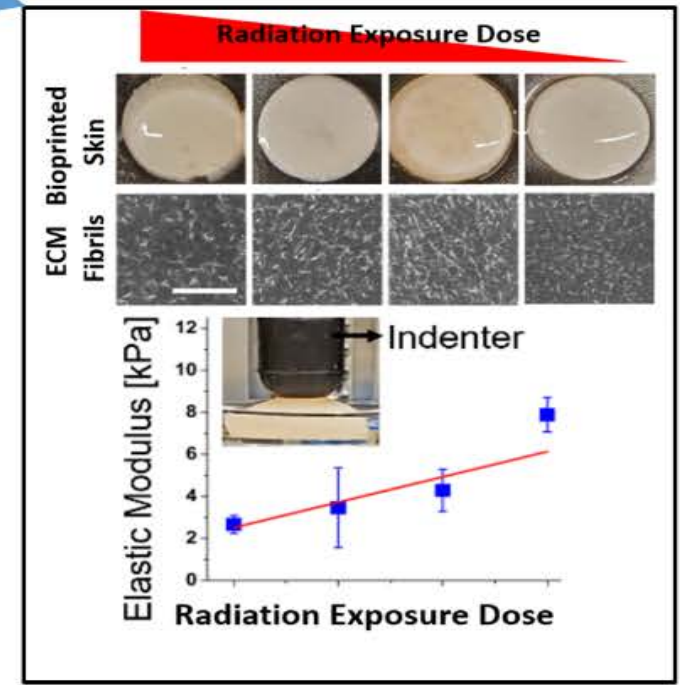 Radiation Exposure Dose
Bioprinted
Skin
ECM
Fibrils
Elastic Modulus [kPa]
12
10
8
6
4
2
0
Indenter
Radiation Exposure Dose